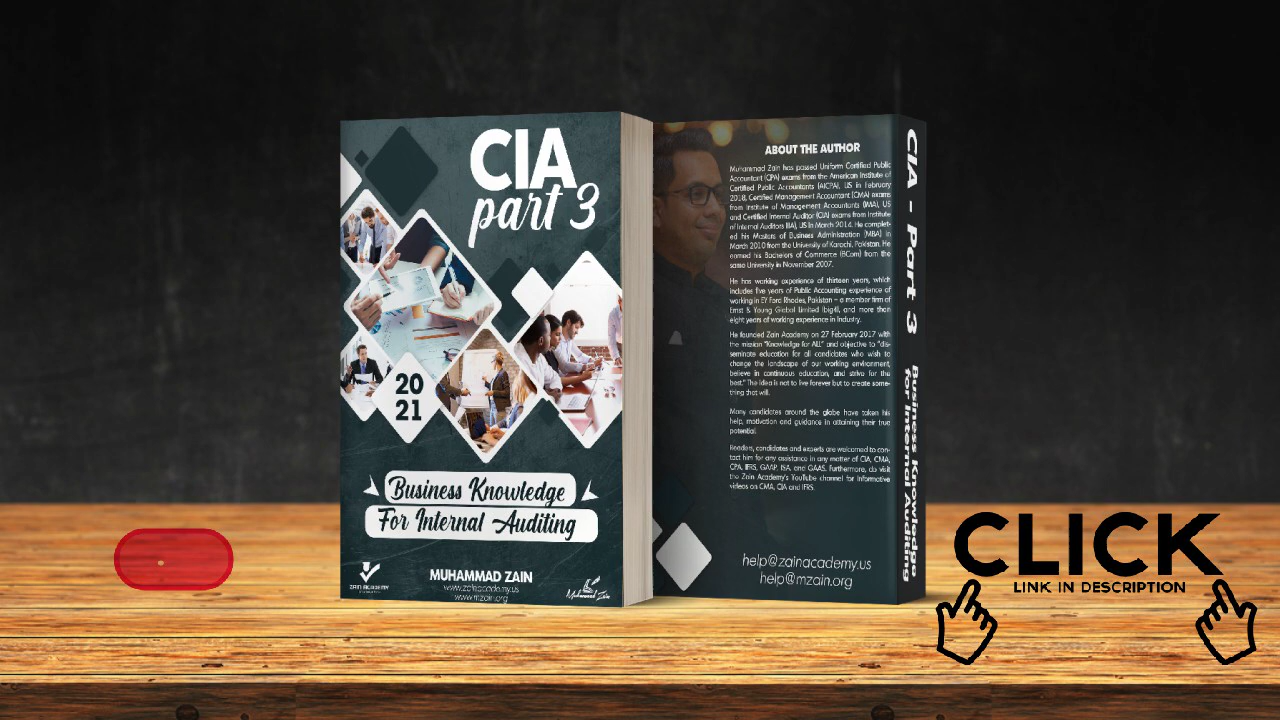 CIA
part 3
20
21
Business Knowledge
For Internal Auditing
ZAIN ACADEMY
MUHAMMAD ZAIN
www.zainacademy.us
www.mzain.org
Muhammad Zain
ABOUT THE AUTHOR
Muhammad Zain has passed Uniform Certified Public
Accountant (CPA) exams from the American Institute of
Certified Public Accountants (AICPA), US in February
2018, Certified Management Accountant (CMA) exams
from Institute of Management Accountants (IMA), US
and Certified Internal Auditor (CIA) exams from Institute
of Internal Auditors (IIA), US in March 2014. He complet-
ed his Masters of Business Administration (MBA) in
March 2010 from the University of Karachi, Pakistan. He
earned his Bachelors of Commerce (BCom) from the
same University in November 2007.
He has working experience of thirteen years, which
includes five years of Public Accounting experience of
working in EY Ford Rhodes, Pakistan – a member firm of
Ernst & Young Global Limited (big4), and more than
eight years of working experience in Industry.
He founded Zain Academy on 27 February 2017 with
the mission "Knowledge for ALL" and objective to "dis-
seminate education for all candidates who wish to
change the landscape of our working environment,
believe in continuous education, and strive for the
best." The idea is not to live forever but to create some-
thing that will.
Many candidates around the globe have taken his
help, motivation and guidance in attaining their true
potential.
Readers, candidates and experts are welcomed to con-
tact him for any assistance in any matter of CIA, CMA,
CPA, IFRS, GAAP, ISA, and GAAS. Furthermore, do visit
the Zain Academy's YouTube channel for informative
videos on CMA, CIA and IFRS.
help@zainacademy.us
help@mzain.org
CIA - Part 3 Business Knowledge
for Internal Auditing
CLICK
LINK IN DESCRIPTION